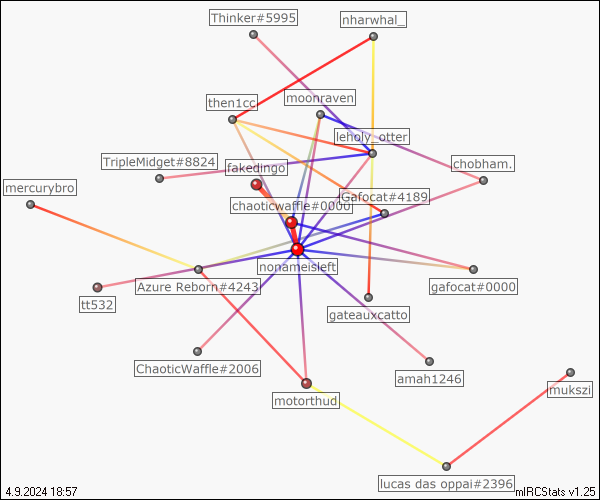 Thinker#5995
nharwhal_
then1cc
moonraven
leholy_otter
TripleMidget#8824
fakedingo
chobham.
mercurybro
chaoticwaffle#0000
Gafocat#4189
nonameisleft
tt532
Azure Reborn#4243
gafocat#0000
gateauxcatto
ChaoticWaffle#2006
amah1246
motorthud
mukszi
lucas das oppai#2396
4.9.2024 18:57
mIRCStats v1.25